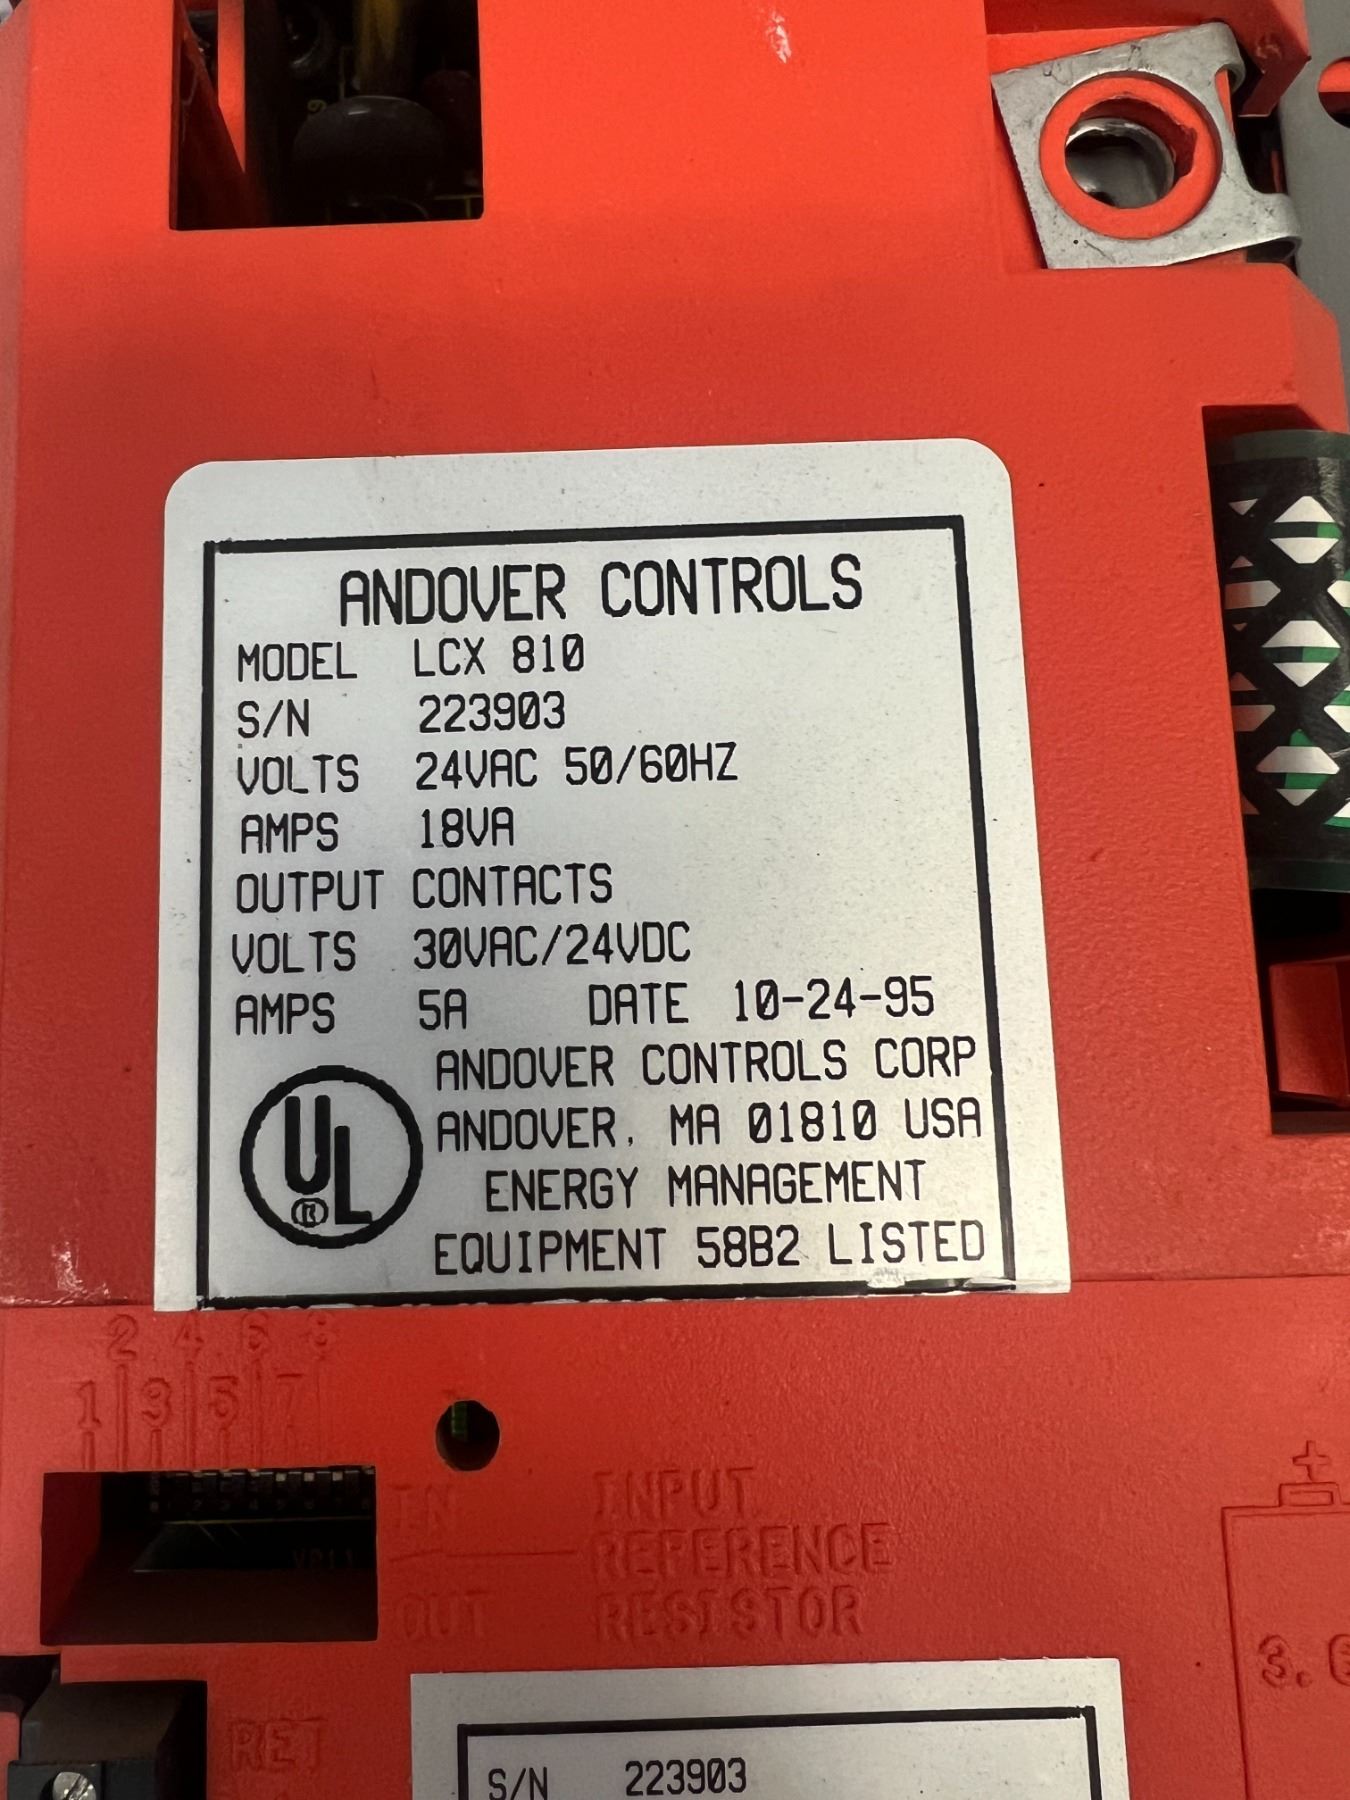 ANDOVER CONTROLS
MODEL LCX 810
S/N 223903
VOLTS 24VAC 50/60HZ
AMPS 18VA
OUTPUT CONTACTS
VOLTS 30VAC/24VDC
AMPS 5A DATE 10-24-95
ANDOVER CONTROLS CORP
ANDOVER, MA 01810 USA
ENERGY MANAGEMENT
EQUIPMENT 58B2 LISTED
UL
R
2 4 6 8
1 3 5 7
IN
OUT
INPUT
REFERENCE
RESISTOR
+
RET
S/N 223903